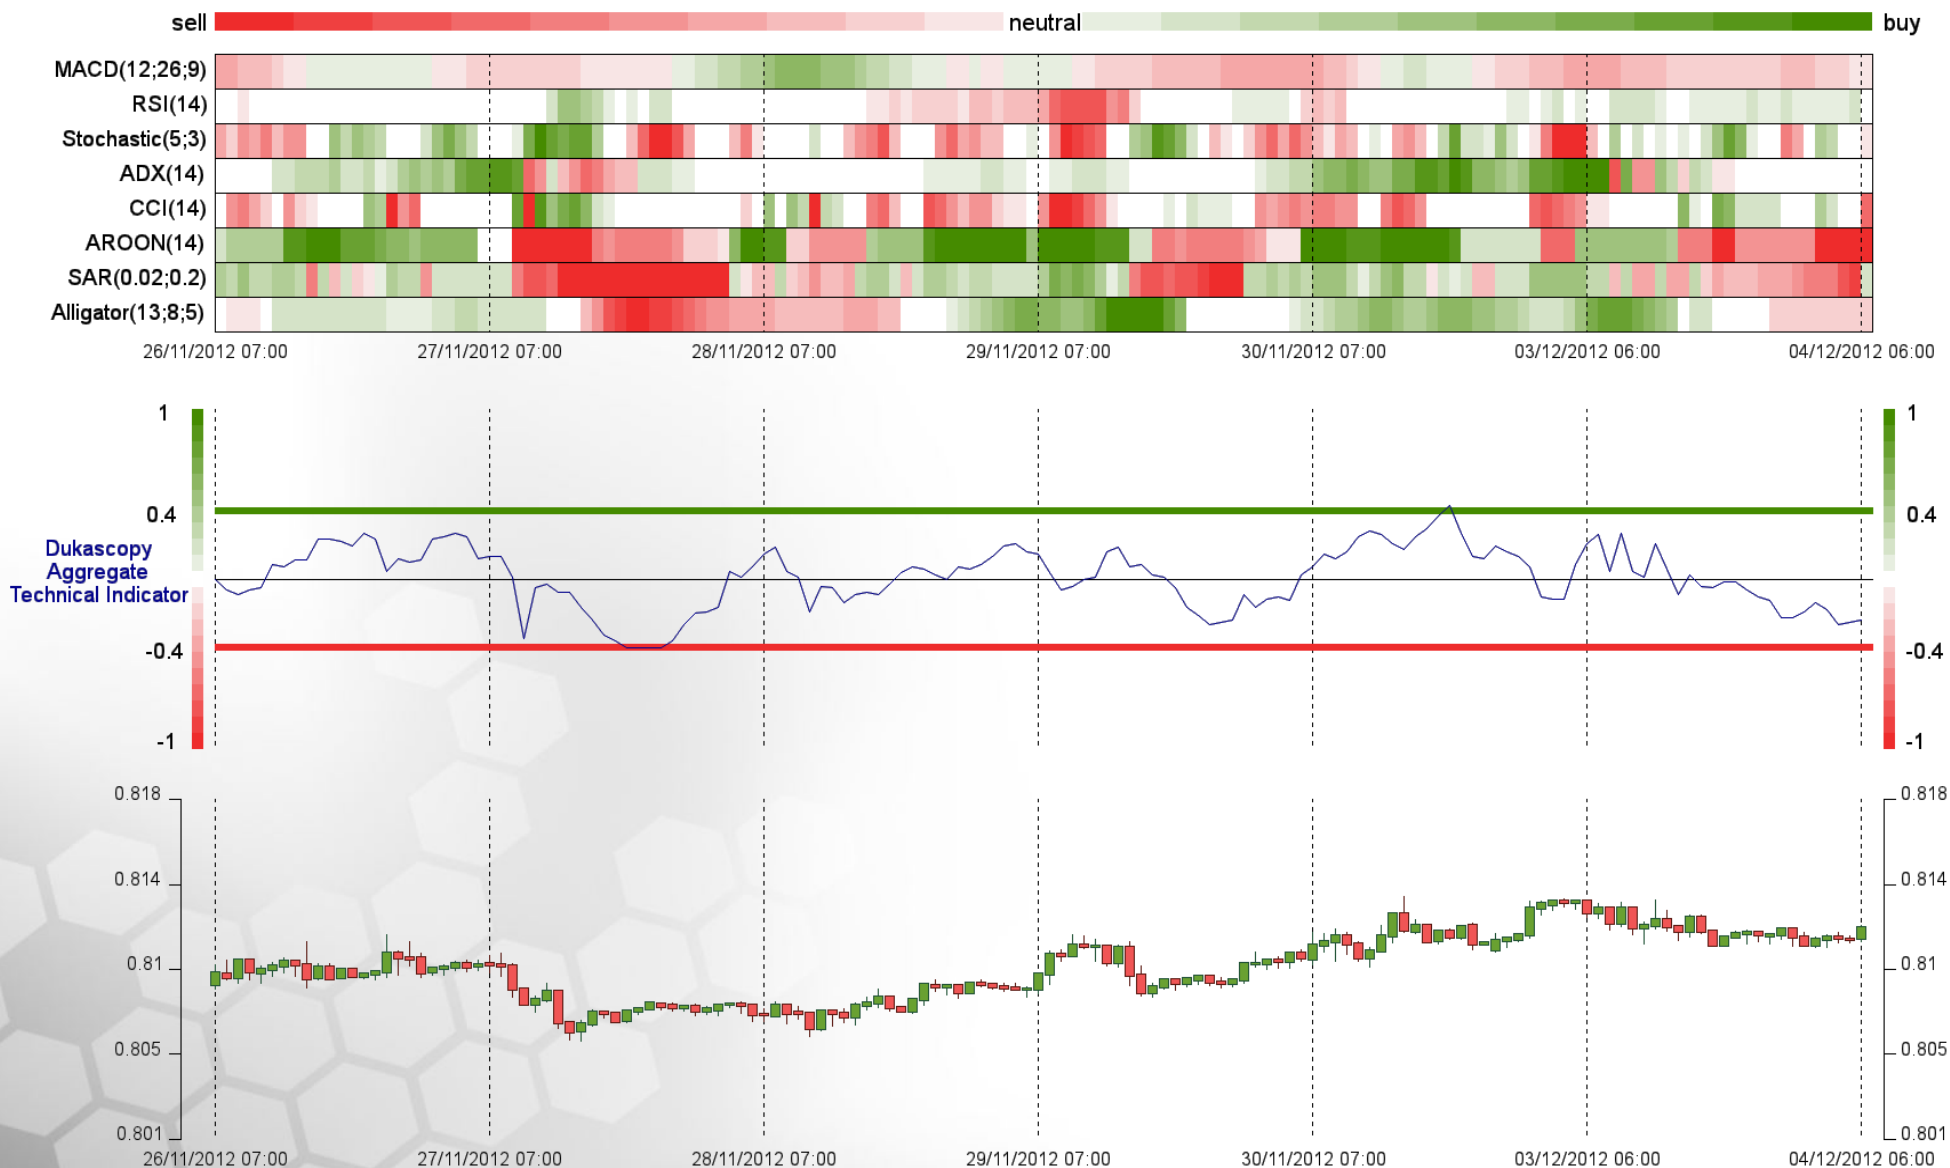 sell neutral buy
MACD(12;26;9)
RSI(14)
Stochastic(5;3)
ADX(14)
CCI(14)
AROON(14)
SAR(0.02;0.2)
Alligator(13;8;5)
26/11/2012 07:00 27/11/2012 07:00 28/11/2012 07:00 29/11/2012 07:00 30/11/2012 07:00 03/12/2012 06:00 04/12/2012 06:00
1 1
0.4 0.4
Dukascopy
Aggregate
Technical Indicator
-0.4 -0.4
-1 -1
0.818 0.818
0.814 0.814
0.81 0.81
0.805 0.805
0.801 0.801
26/11/2012 07:00 27/11/2012 07:00 28/11/2012 07:00 29/11/2012 07:00 30/11/2012 07:00 03/12/2012 06:00 04/12/2012 06:00